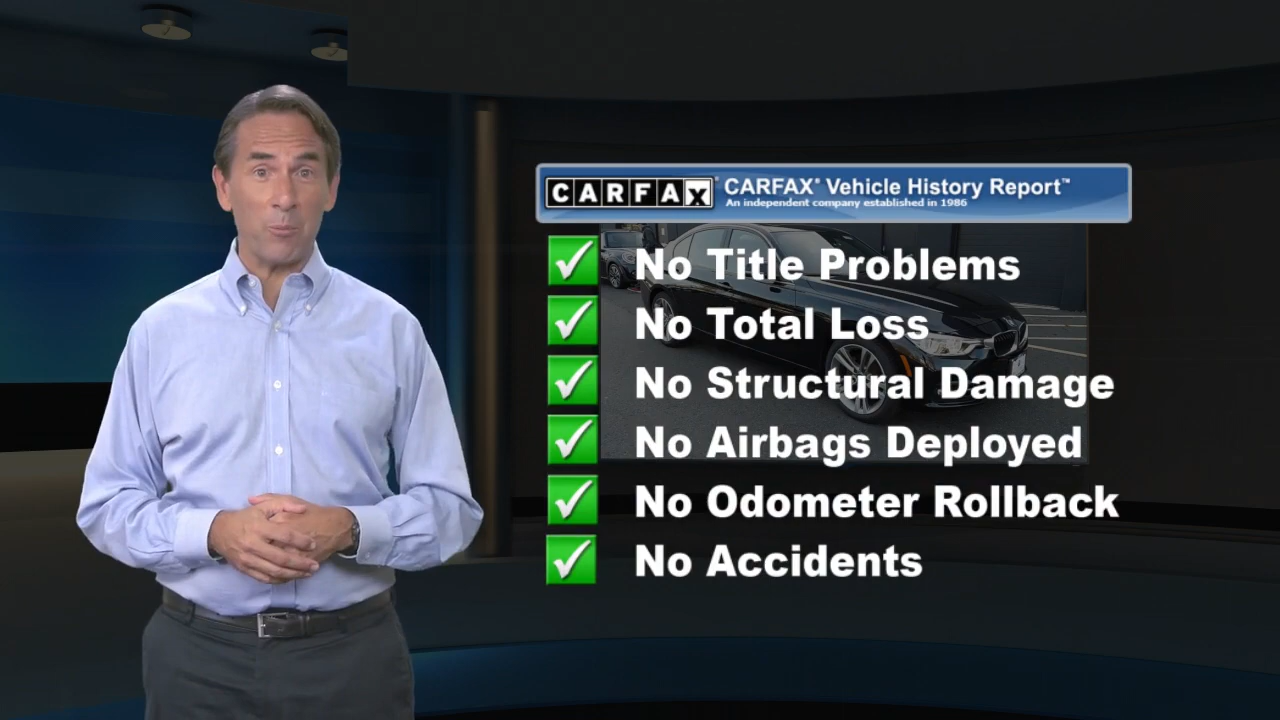 CARFAX® CARFAX® Vehicle History Report™
An independent company established in 1986
No Title Problems
No Total Loss
No Structural Damage
No Airbags Deployed
No Odometer Rollback
No Accidents